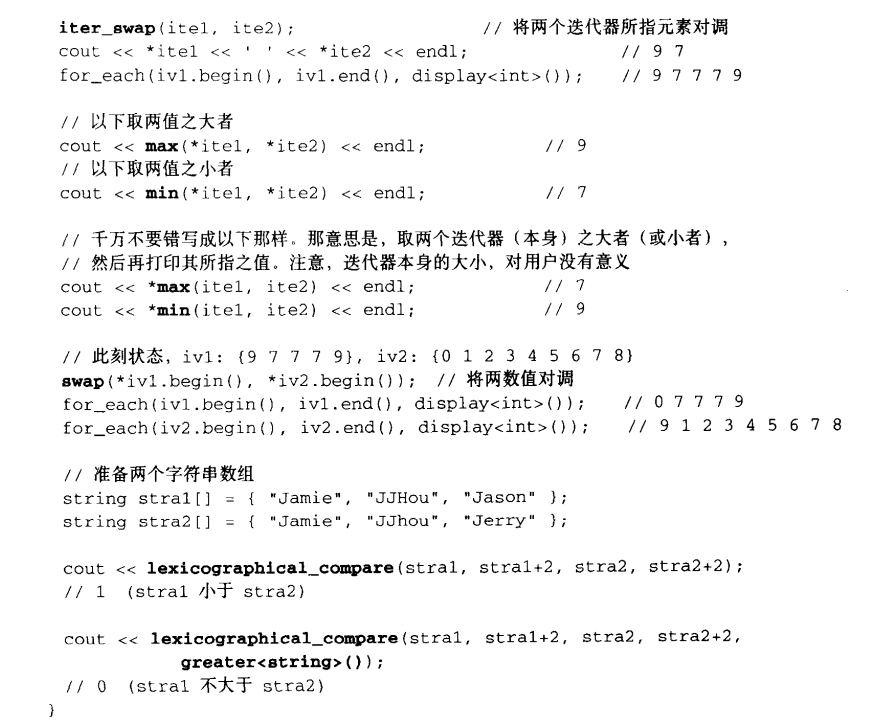 iter_swap(ite1, ite2);                // 将两个迭代器所指元素对调
cout << *ite1 << ' ' << *ite2 << endl;                // 9 7
for_each(iv1.begin(), iv1.end(), display<int>());   // 9 7 7 7 9
// 以下取两值之大者
cout << max(*ite1, *ite2) << endl;            // 9
// 以下取两值之小者
cout << min(*ite1, *ite2) << endl;            // 7
// 千万不要错写成以下那样。那意思是，取两个迭代器（本身）之大者（或小者），
// 然后再打印其所指之值。注意，迭代器本身的大小，对用户没有意义
cout << *max(ite1, ite2) << endl;            // 7
cout << *min(ite1, ite2) << endl;            // 9
// 此刻状态，iv1: {9 7 7 7 9}, iv2: {0 1 2 3 4 5 6 7 8}
swap(*iv1.begin(), *iv2.begin());  // 将两数值对调
for_each(iv1.begin(), iv1.end(), display<int>());   // 0 7 7 7 9
for_each(iv2.begin(), iv2.end(), display<int>());   // 9 1 2 3 4 5 6 7 8
// 准备两个字符串数组
string stra1[] = { "Jamie", "JJHou", "Jason" };
string stra2[] = { "Jamie", "JJhou", "Jerry" };
cout << lexicographical_compare(stra1, stra1+2, stra2, stra2+2);
// 1  (stra1 小于 stra2)
cout << lexicographical_compare(stra1, stra1+2, stra2, stra2+2,
greater<string>());
// 0  (stra1 不大于 stra2)
}